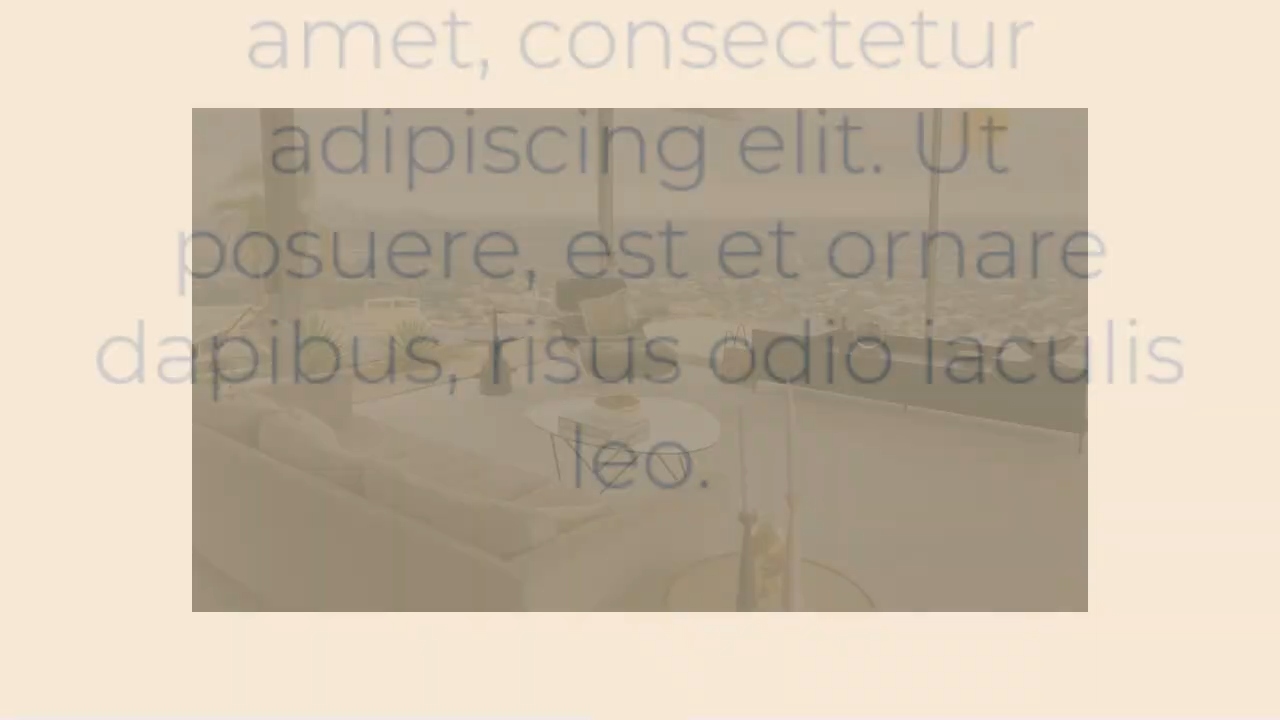 amet, consectetur
adipiscing elit. Ut
posuere, est et ornare
dapibus, risus odio iaculis
leo.